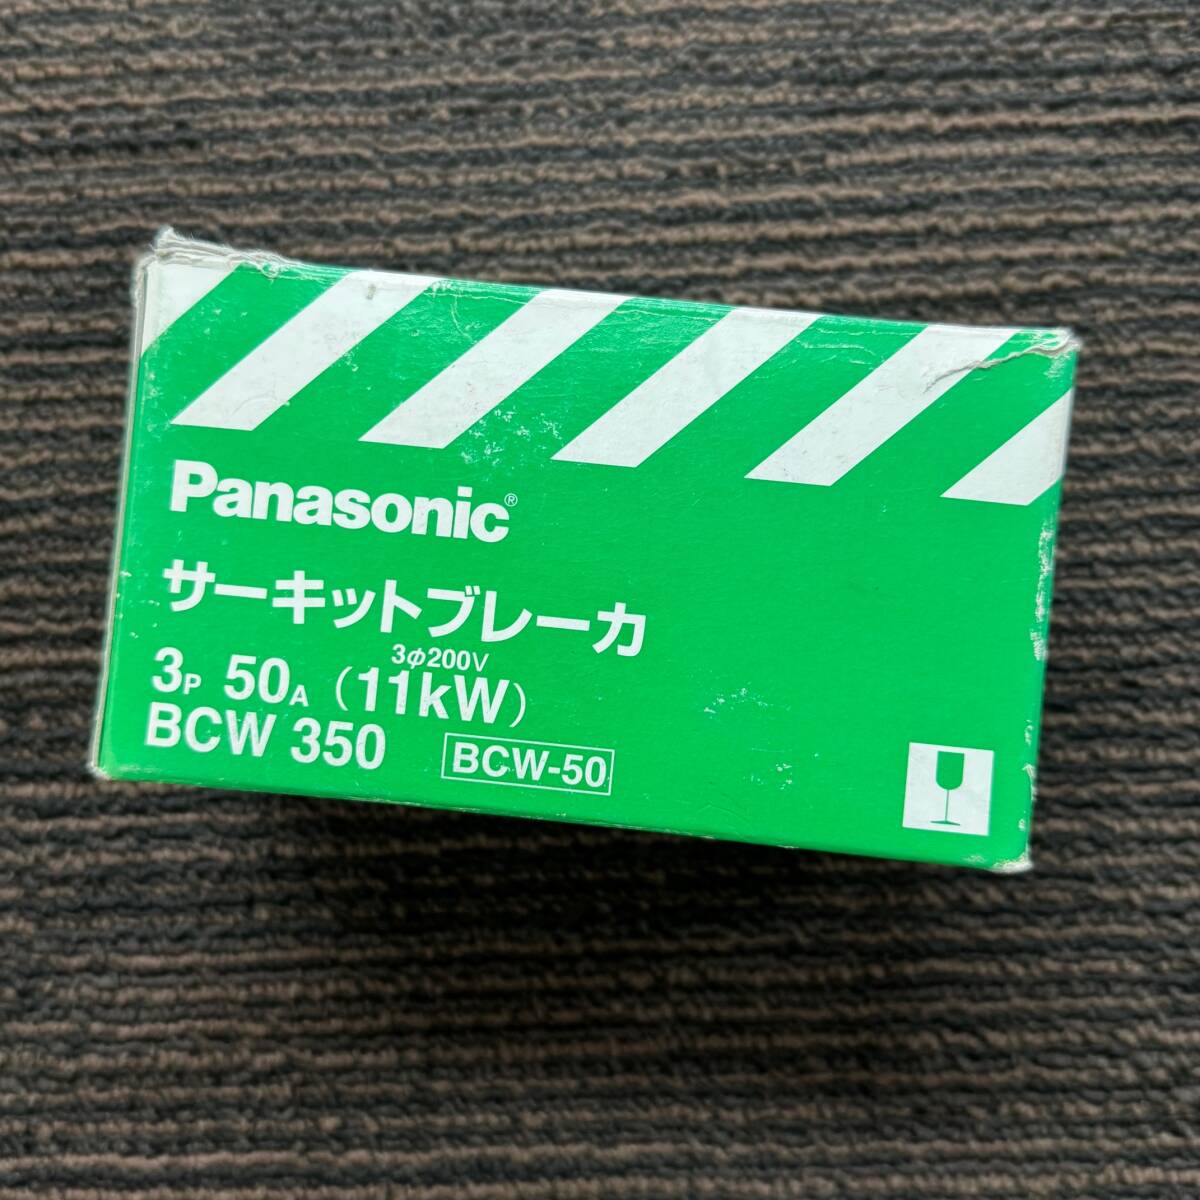 Panasonic®
サーキットブレーカ
3φ200V
3P 50A (11kW)
BCW 350 BCW-50